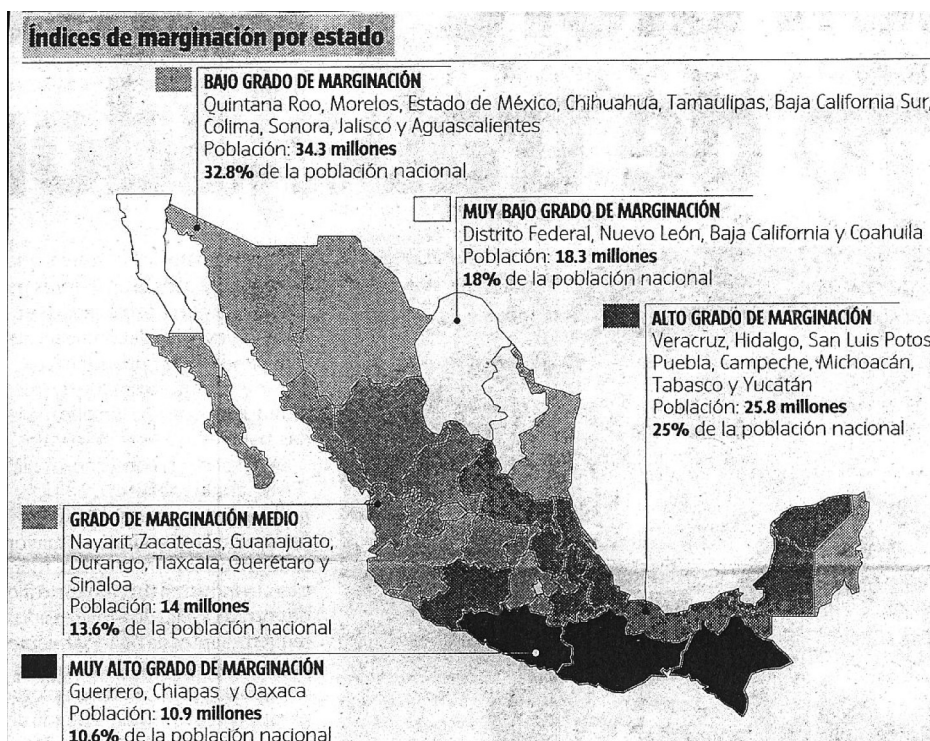 Índices de marginación por estado
BAJO GRADO DE MARGINACIÓN
Quintana Roo, Morelos, Estado de México, Chihuahua, Tamaulipas, Baja California Sur,
Colima, Sonora, Jalisco y Aguascalientes
Población: 34.3 millones
32.8% de la población nacional
MUY BAJO GRADO DE MARGINACIÓN
Distrito Federal, Nuevo León, Baja California y Coahuila
Población: 18.3 millones
18% de la población nacional
ALTO GRADO DE MARGINACIÓN
Veracruz, Hidalgo, San Luis Potos
Puebla, Campeche, Michoacán,
Tabasco y Yucatán
Población: 25.8 millones
25% de la población nacional
GRADO DE MARGINACIÓN MEDIO
Nayarit, Zacatecas, Guanajuato,
Durango, Tlaxcala, Querétaro y
Sinaloa
Población: 14 millones
13.6% de la población nacional
MUY ALTO GRADO DE MARGINACIÓN
Guerrero, Chiapas y Oaxaca
Población: 10.9 millones
10.6% de la población nacional